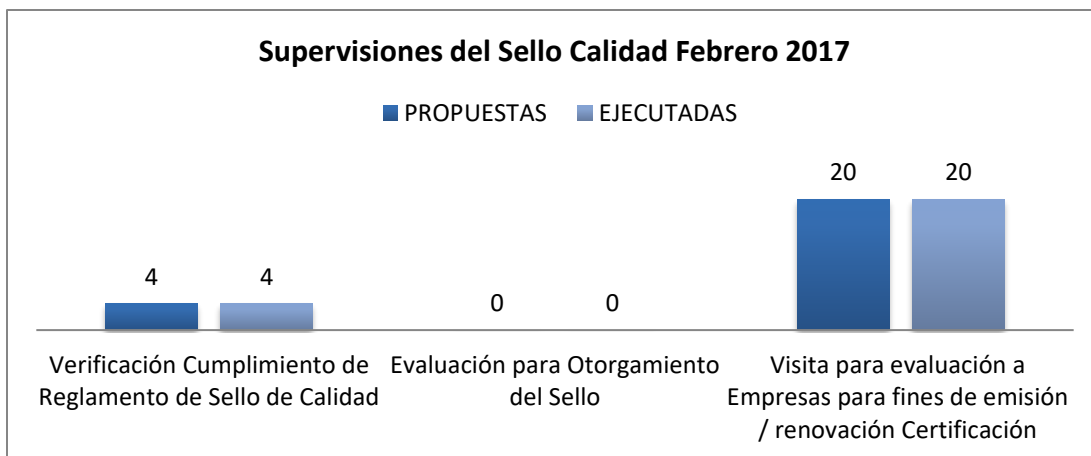 Supervisiones del Sello Calidad Febrero 2017
PROPUESTAS EJECUTADAS
4 4
0 0
20 20
Verificación Cumplimiento de
Reglamento de Sello de Calidad
Evaluación para Otorgamiento
del Sello
Visita para evaluación a
Empresas para fines de emisión
/ renovación Certificación